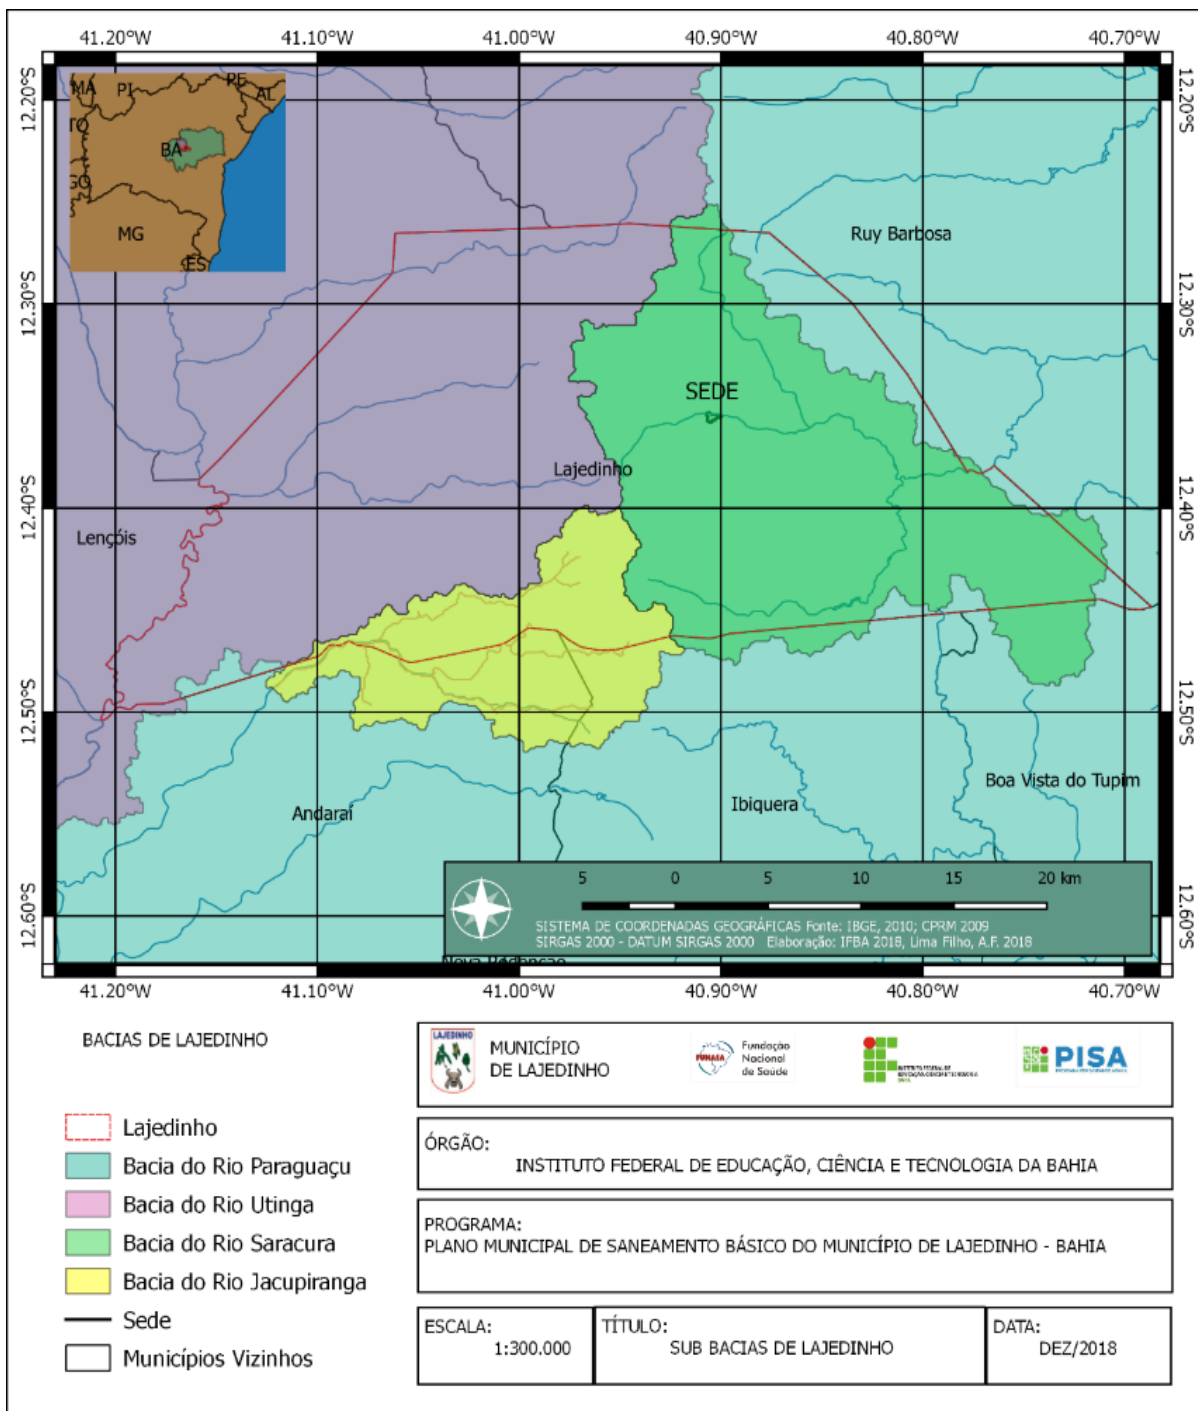 41.20°W 41.10°W 41.00°W 40.90°W 40.80°W 40.70°W
12.20°S 12.20°S
MA PI PE AL
TO
BA
GO
MG
ES
Ruy Barbosa
12.30°S 12.30°S
SEDE
Lajedinho
12.40°S 12.40°S
Lençóis
12.50°S 12.50°S
Boa Vista do Tupim
Ibiquera
Andaraí
5 0 5 10 15 20 km
12.60°S 12.60°S
SISTEMA DE COORDENADAS GEOGRÁFICAS Fonte: IBGE, 2010; CPRM 2009
SIRGAS 2000 - DATUM SIRGAS 2000 Elaboração: IFBA 2018, Lima Filho, A.F. 2018
41.20°W 41.10°W 41.00°W 40.90°W 40.80°W 40.70°W
BACIAS DE LAJEDINHO
Lajedinho
Bacia do Rio Paraguaçu
Bacia do Rio Utinga
Bacia do Rio Saracura
Bacia do Rio Jacupiranga
Sede
Municípios Vizinhos
LAJEDINHO
MUNICÍPIO
DE LAJEDINHO
FUNASA
Fundação
Nacional
de Saúde
INSTITUTO FEDERAL DE
EDUCAÇÃO, CIÊNCIA E TECNOLOGIA
PISA
ÓRGÃO:
INSTITUTO FEDERAL DE EDUCAÇÃO, CIÊNCIA E TECNOLOGIA DA BAHIA
PROGRAMA:
PLANO MUNICIPAL DE SANEAMENTO BÁSICO DO MUNICÍPIO DE LAJEDINHO - BAHIA
ESCALA:
1:300.000
TÍTULO:
SUB BACIAS DE LAJEDINHO
DATA:
DEZ/2018